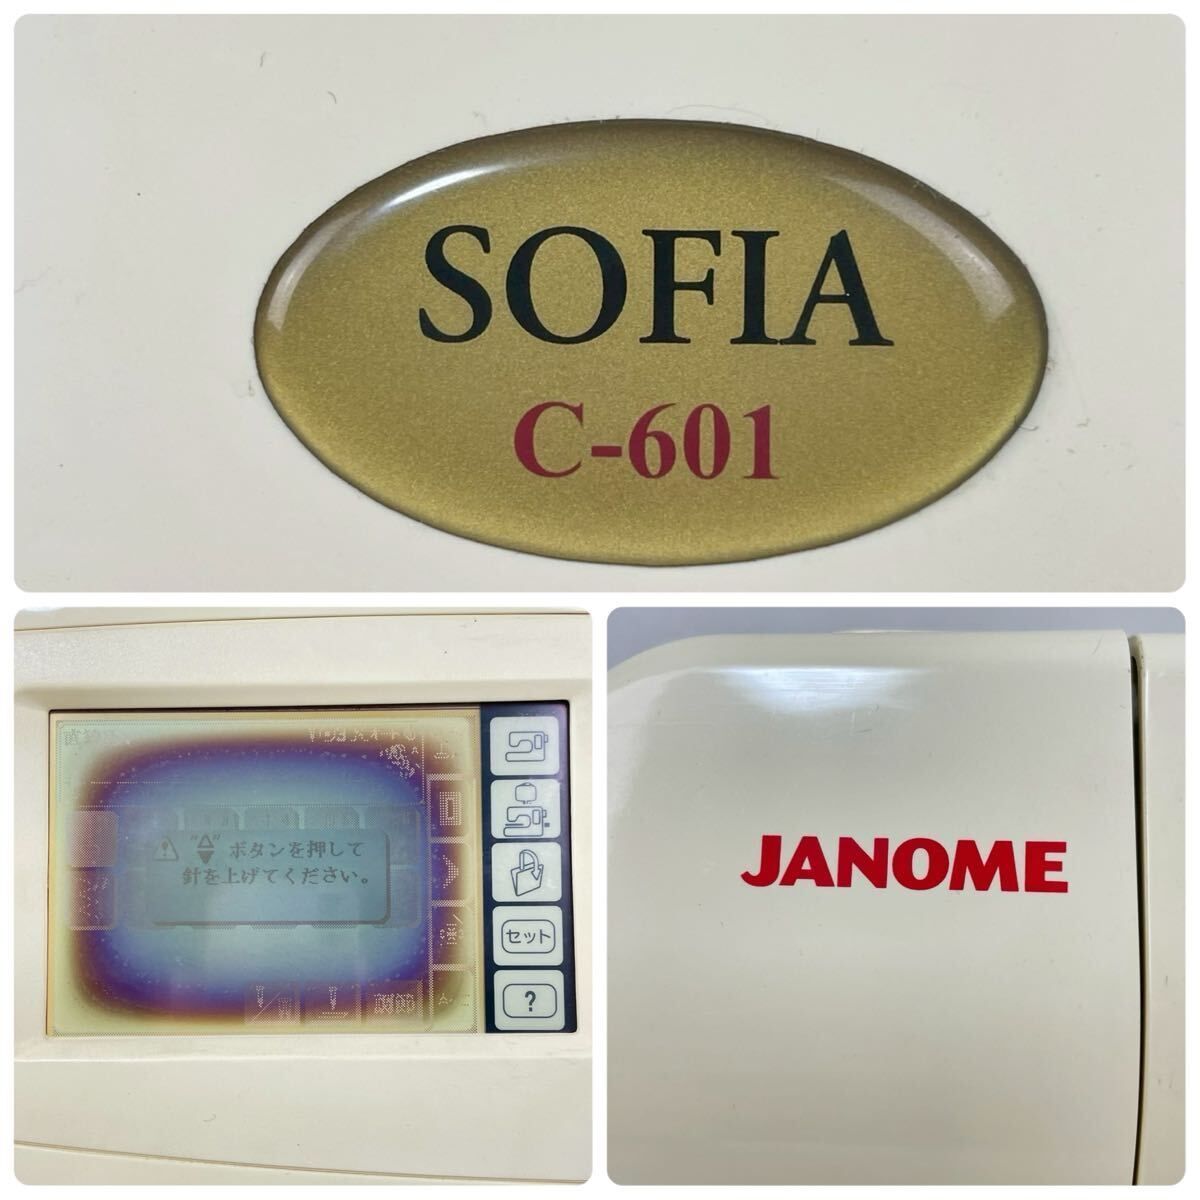 SOFIA
C-601
"△▼" ボタンを押して
針を上げてください。
セット
?
JANOME